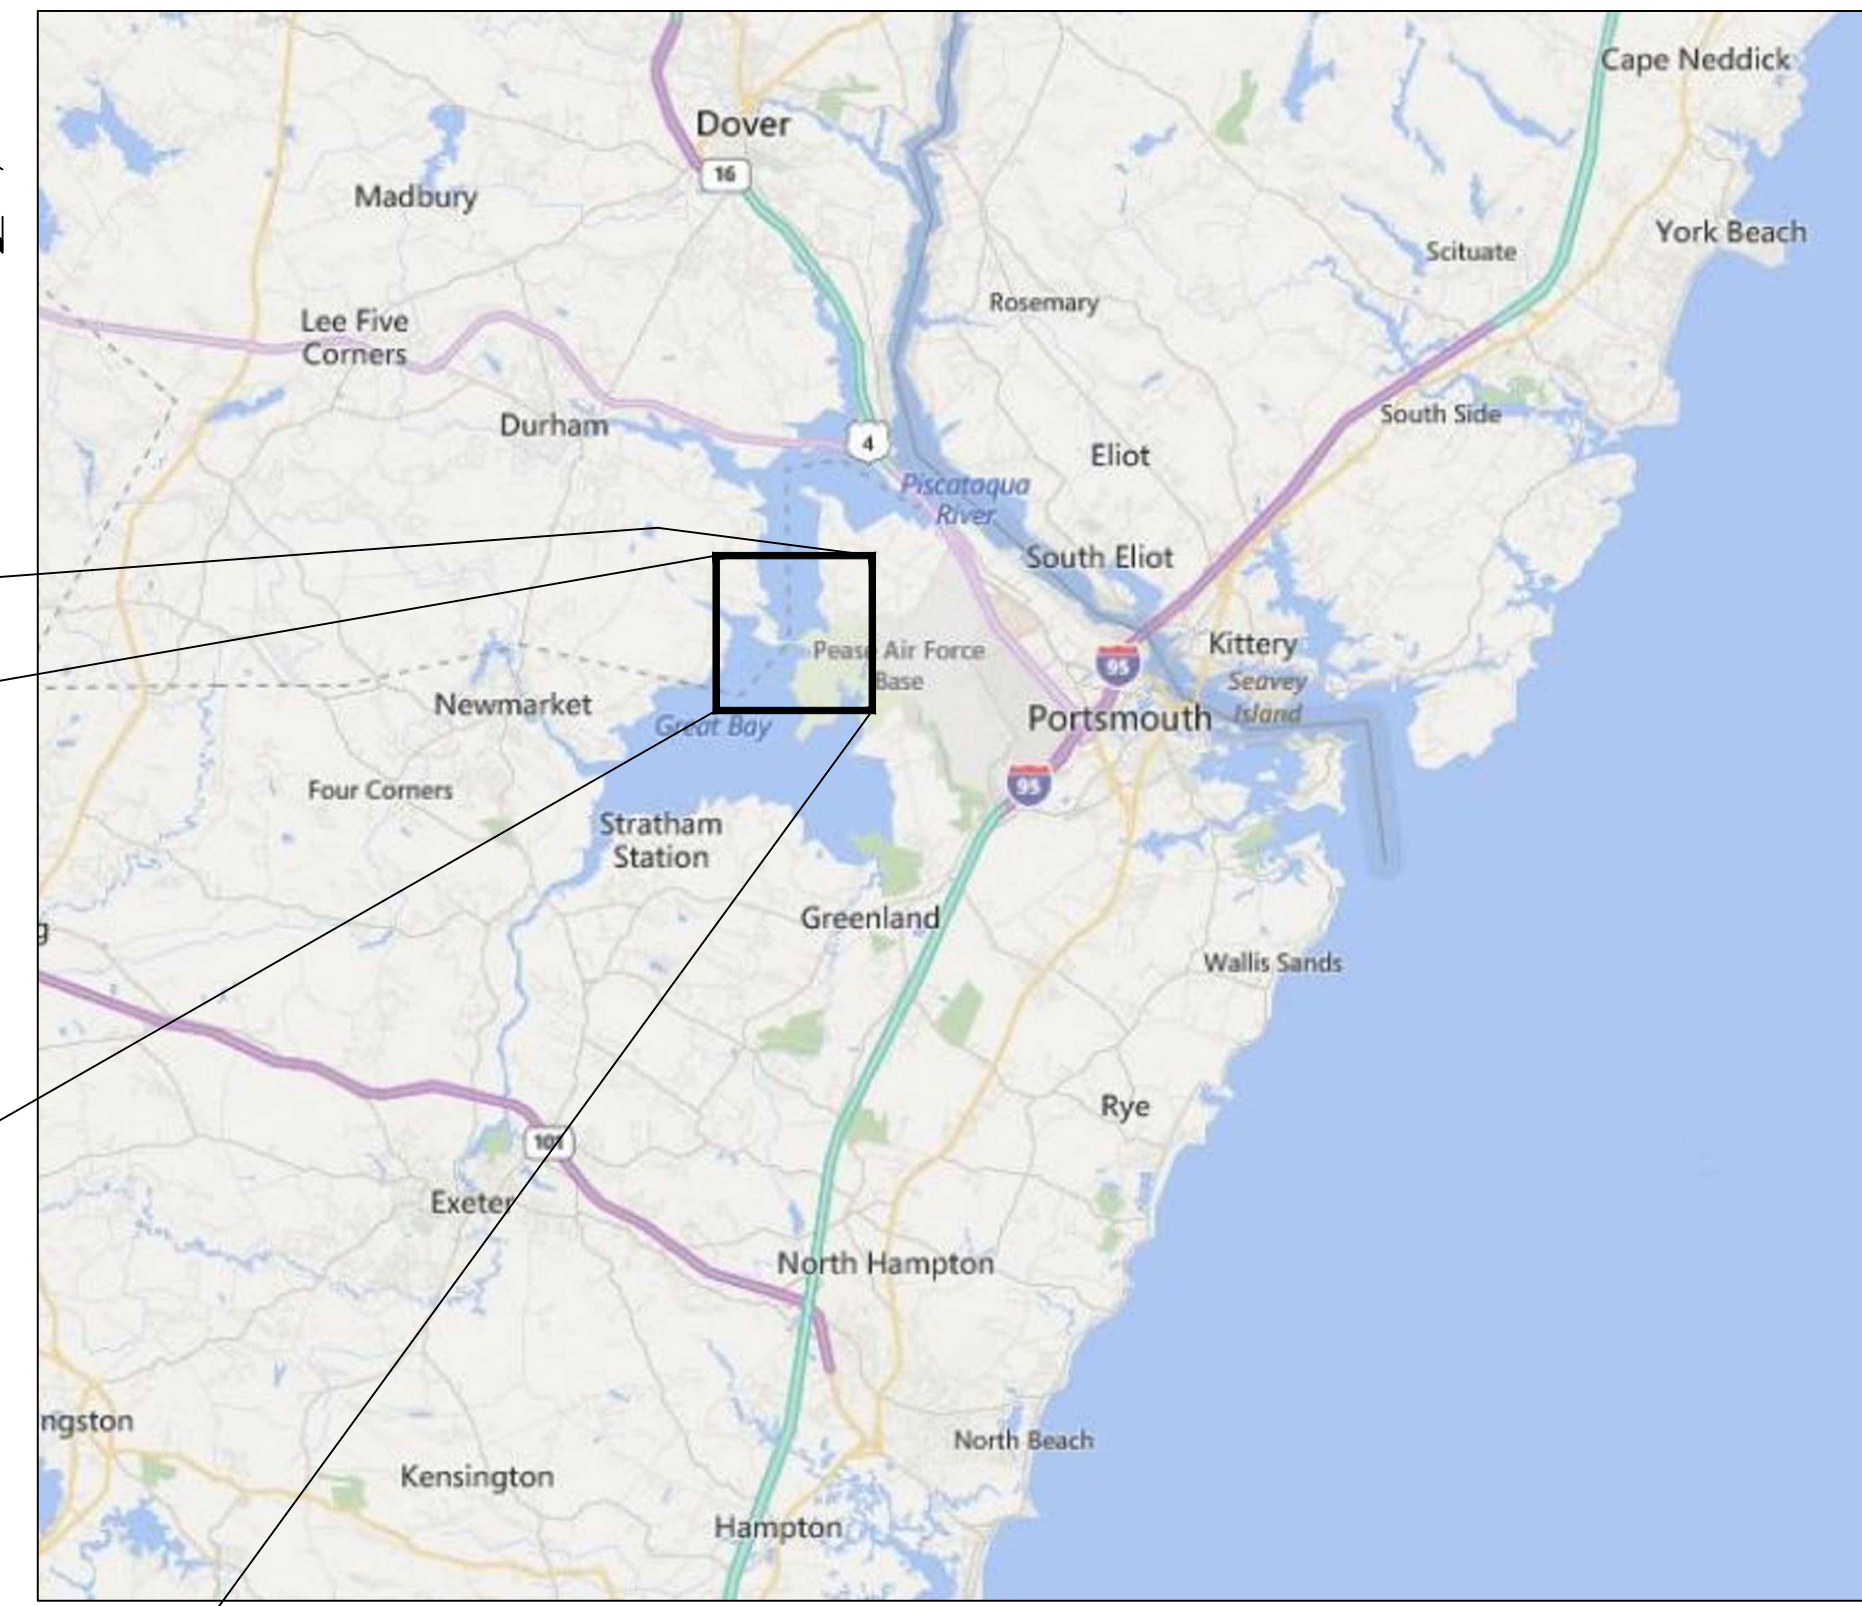 Cape Neddick
Dover
16
Madbury
York Beach
Scituate
Rosemary
Lee Five
Corners
South Side
Durham
4
Eliot
Piscataqua
River
South Eliot
Kittery
Pease Air Force
Base
95
Seavey
Island
Newmarket
Portsmouth
Great Bay
95
Four Corners
Stratham
Station
Greenland
g
Wallis Sands
Rye
101
Exeter
North Hampton
ngston
North Beach
Kensington
Hampton